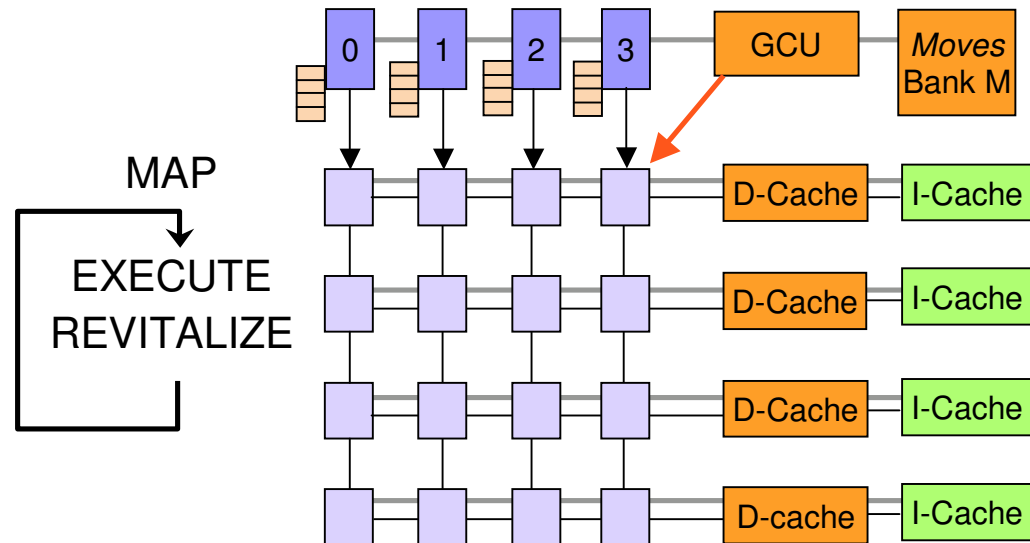 0
1
2
3
GCU
Moves
Bank M
MAP
EXECUTE
REVITALIZE
D-Cache
I-Cache
D-Cache
I-Cache
D-Cache
I-Cache
D-cache
I-Cache